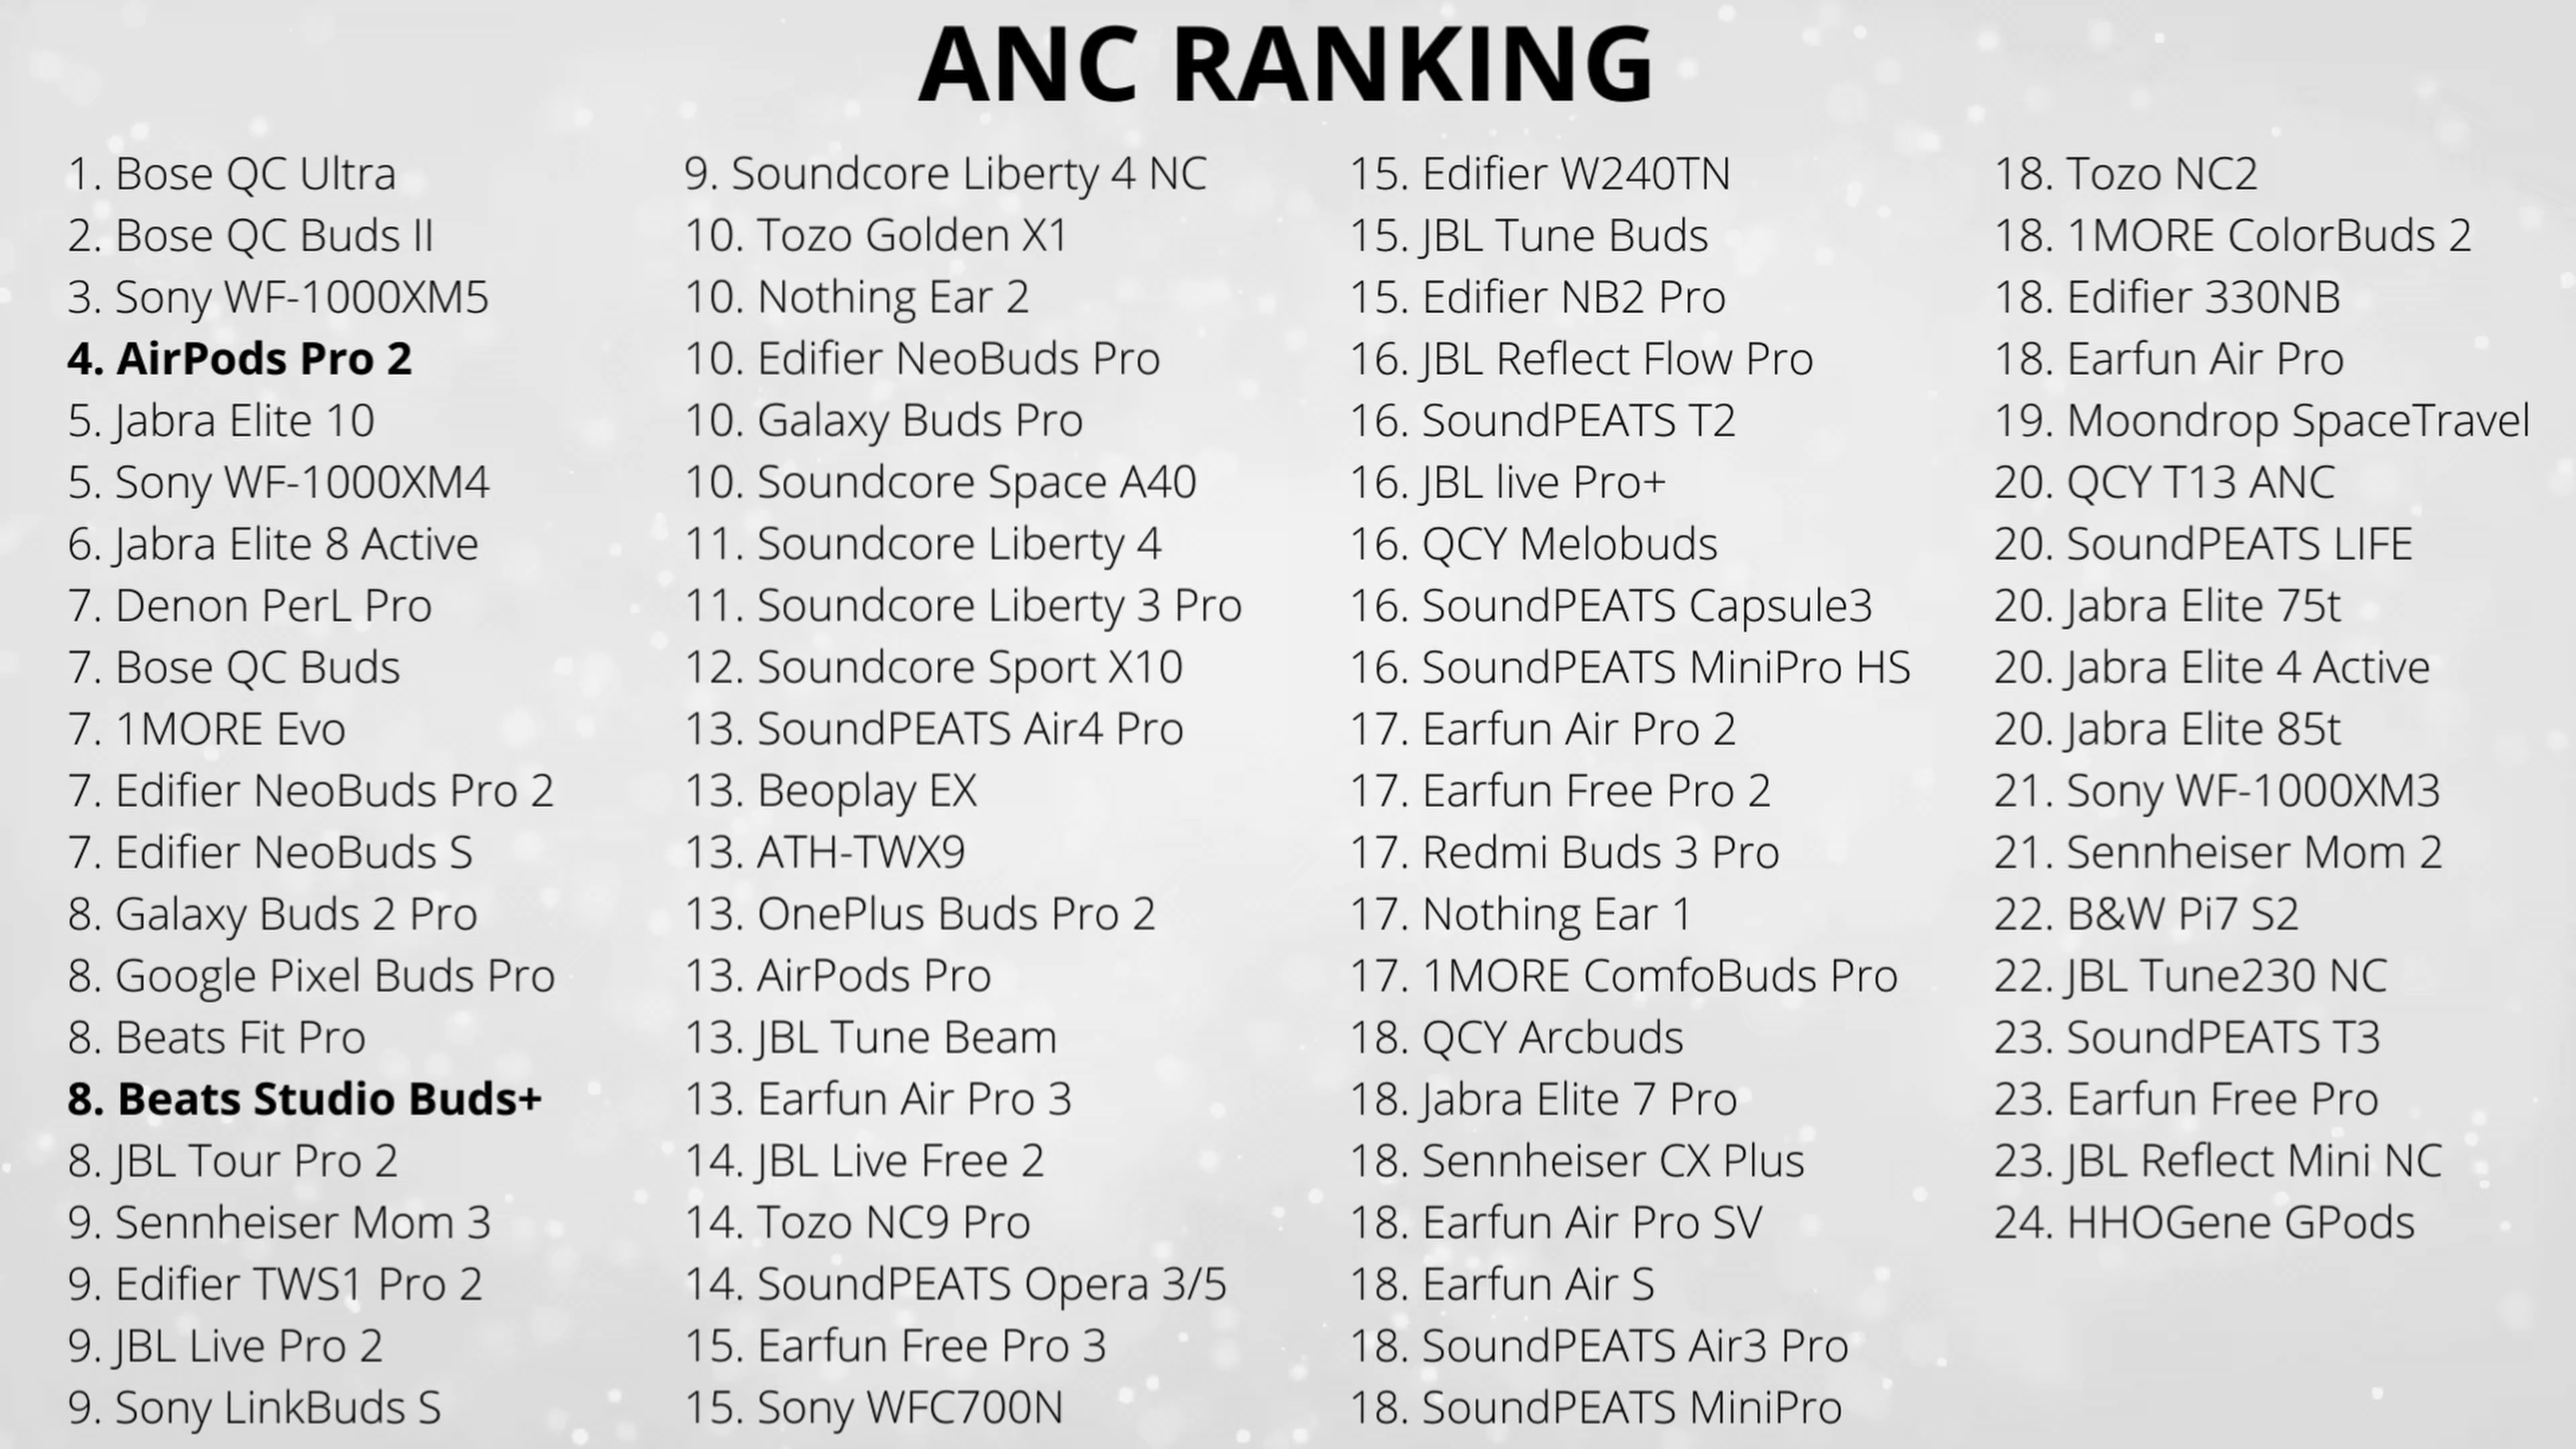 ANC RANKING
1. Bose QC Ultra
2. Bose QC Buds II
3. Sony WF-1000XM5
4. AirPods Pro 2
5. Jabra Elite 10
5. Sony WF-1000XM4
6. Jabra Elite 8 Active
7. Denon PerL Pro
7. Bose QC Buds
7. 1MORE Evo
7. Edifier NeoBuds Pro 2
7. Edifier NeoBuds S
8. Galaxy Buds 2 Pro
8. Google Pixel Buds Pro
8. Beats Fit Pro
8. Beats Studio Buds+
8. JBL Tour Pro 2
9. Sennheiser Mom 3
9. Edifier TWS1 Pro 2
9. JBL Live Pro 2
9. Sony LinkBuds S
9. Soundcore Liberty 4 NC
10. Tozo Golden X1
10. Nothing Ear 2
10. Edifier NeoBuds Pro
10. Galaxy Buds Pro
10. Soundcore Space A40
11. Soundcore Liberty 4
11. Soundcore Liberty 3 Pro
12. Soundcore Sport X10
13. SoundPEATS Air4 Pro
13. Beoplay EX
13. ATH-TWX9
13. OnePlus Buds Pro 2
13. AirPods Pro
13. JBL Tune Beam
13. Earfun Air Pro 3
14. JBL Live Free 2
14. Tozo NC9 Pro
14. SoundPEATS Opera 3/5
15. Earfun Free Pro 3
15. Sony WFC700N
15. Edifier W240TN
15. JBL Tune Buds
15. Edifier NB2 Pro
16. JBL Reflect Flow Pro
16. SoundPEATS T2
16. JBL live Pro+
16. QCY Melobuds
16. SoundPEATS Capsule3
16. SoundPEATS MiniPro HS
17. Earfun Air Pro 2
17. Earfun Free Pro 2
17. Redmi Buds 3 Pro
17. Nothing Ear 1
17. 1MORE ComfoBuds Pro
18. QCY Arcbuds
18. Jabra Elite 7 Pro
18. Sennheiser CX Plus
18. Earfun Air Pro SV
18. Earfun Air S
18. SoundPEATS Air3 Pro
18. SoundPEATS MiniPro
18. Tozo NC2
18. 1MORE ColorBuds 2
18. Edifier 330NB
18. Earfun Air Pro
19. Moondrop SpaceTravel
20. QCY T13 ANC
20. SoundPEATS LIFE
20. Jabra Elite 75t
20. Jabra Elite 4 Active
20. Jabra Elite 85t
21. Sony WF-1000XM3
21. Sennheiser Mom 2
22. B&W Pi7 S2
22. JBL Tune230 NC
23. SoundPEATS T3
23. Earfun Free Pro
23. JBL Reflect Mini NC
24. HHOGene GPods